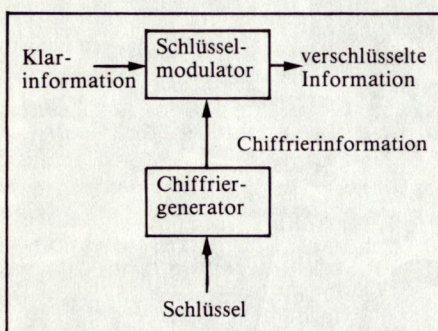 Klar-
information
Schlüssel-
modulator
verschlüsselte
Information
Chiffrierinformation
Chiffrier-
generator
Schlüssel